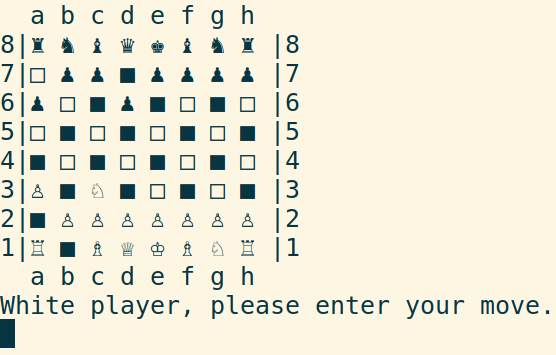 a b c d e f g h
8|♜ ♞ ♝ ♛ ♚ ♝ ♞ ♜ |8
7|□ ♟ ♟ ■ ♟ ♟ ♟ ♟ |7
6|♟ □ ■ ♟ ■ □ ■ □ |6
5|□ ■ □ ■ □ ■ □ ■ |5
4|■ □ ■ □ ■ □ ■ □ |4
3|♙ ■ ♘ ■ □ ■ □ ■ |3
2|■ ♙ ♙ ♙ ♙ ♙ ♙ ♙ |2
1|♖ ■ ♗ ♕ ♔ ♗ ♘ ♖ |1
  a b c d e f g h
White player, please enter your move.